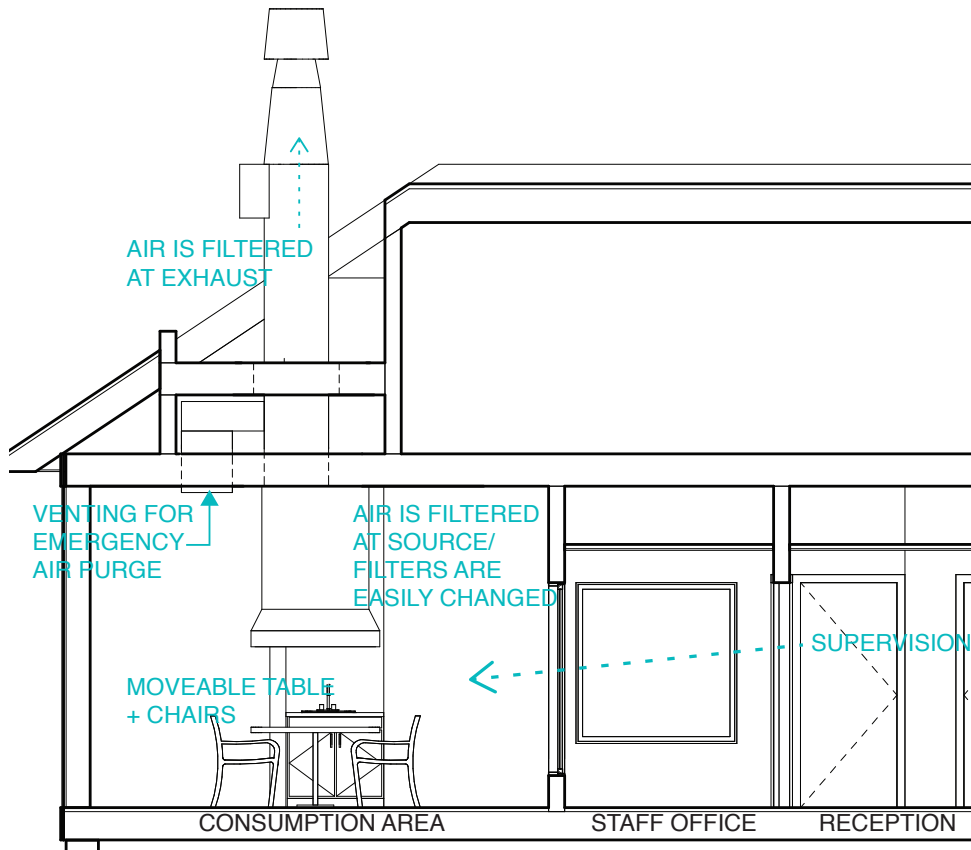 AIR IS FILTERED
AT EXHAUST
VENTING FOR
EMERGENCY
AIR PURGE
AIR IS FILTERED
AT SOURCE/
FILTERS ARE
EASILY CHANGED
SUPERVISION
MOVEABLE TABLE
+ CHAIRS
CONSUMPTION AREA
STAFF OFFICE
RECEPTION